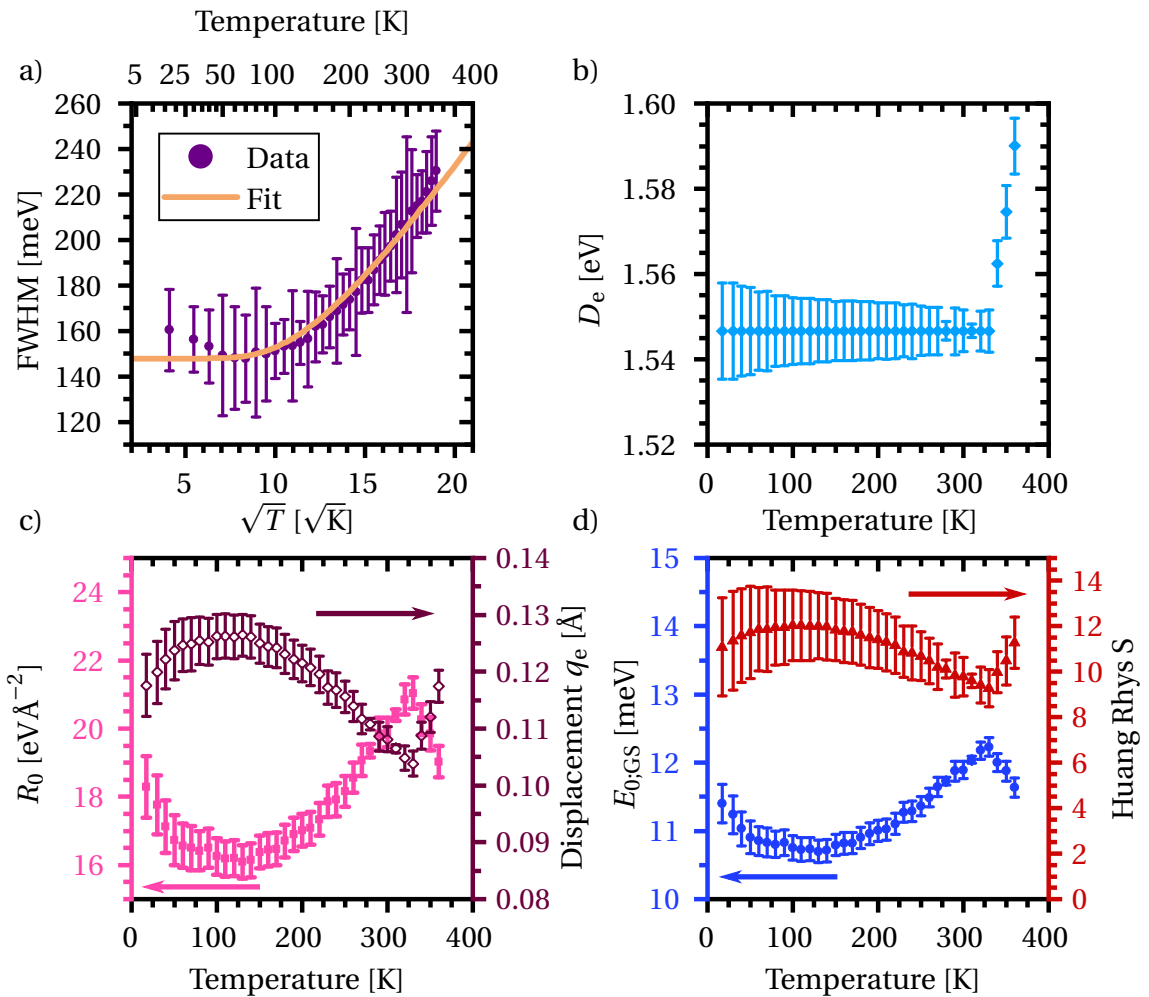 Temperature [K]
a)
5 25 50 100 200 300 400
260
240
220
200
180
160
140
120
FWHM [meV]
Data
Fit
5 10 15 20
√T [√K]
b)
1.60
1.58
1.56
1.54
1.52
D_e [eV]
0 100 200 300 400
Temperature [K]
c)
24
22
20
18
16
R_0 [eVÅ⁻²]
0.14
0.13
0.12
0.11
0.10
0.09
0.08
Displacement q_e [Å]
0 100 200 300 400
Temperature [K]
d)
15
14
13
12
11
10
E_0;GS [meV]
14
12
10
8
6
4
2
0
Huang Rhys S
0 100 200 300 400
Temperature [K]